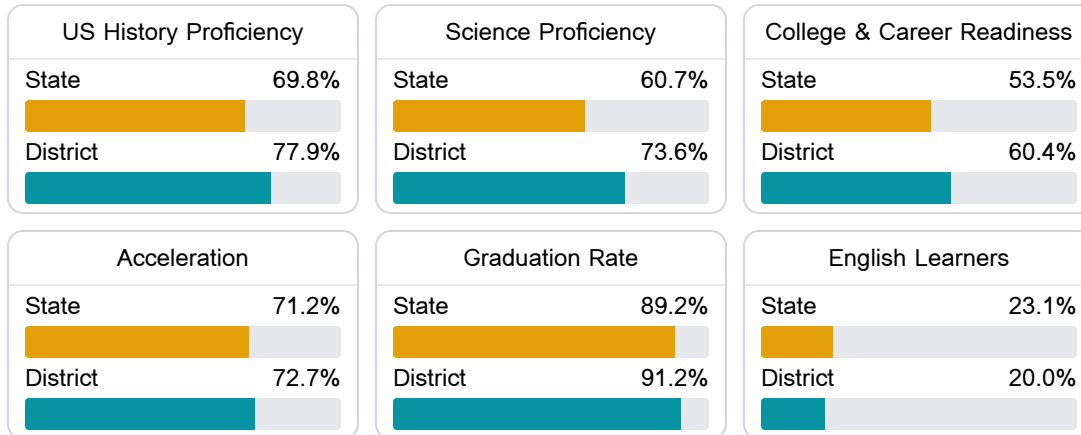 US History Proficiency
State 69.8%
District 77.9%
Science Proficiency
State 60.7%
District 73.6%
College & Career Readiness
State 53.5%
District 60.4%
Acceleration
State 71.2%
District 72.7%
Graduation Rate
State 89.2%
District 91.2%
English Learners
State 23.1%
District 20.0%